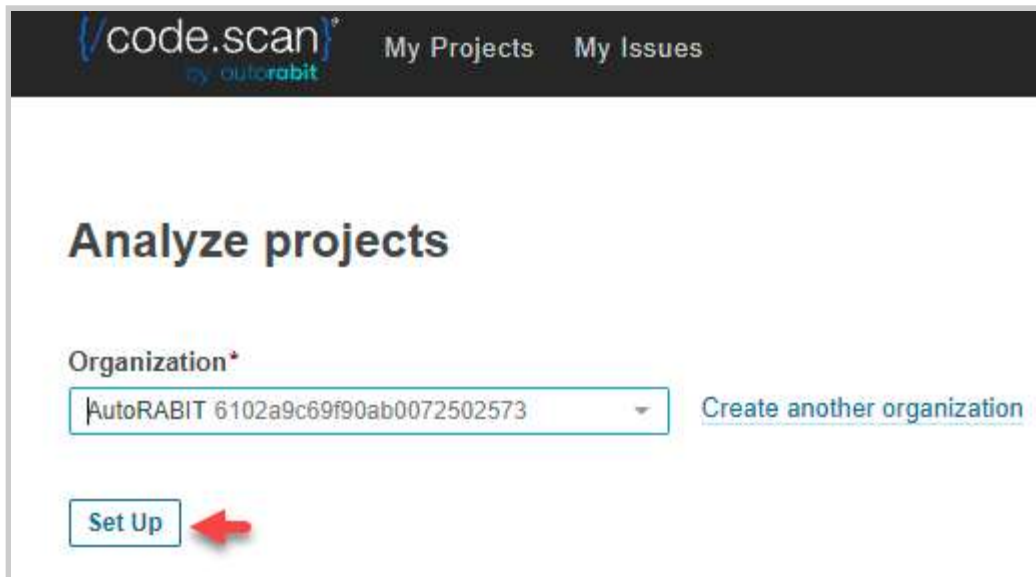 {/code.scan}®
by autorabit
My Projects My Issues
Analyze projects
Organization*
AutoRABIT 6102a9c69f90ab0072502573
Create another organization
Set Up